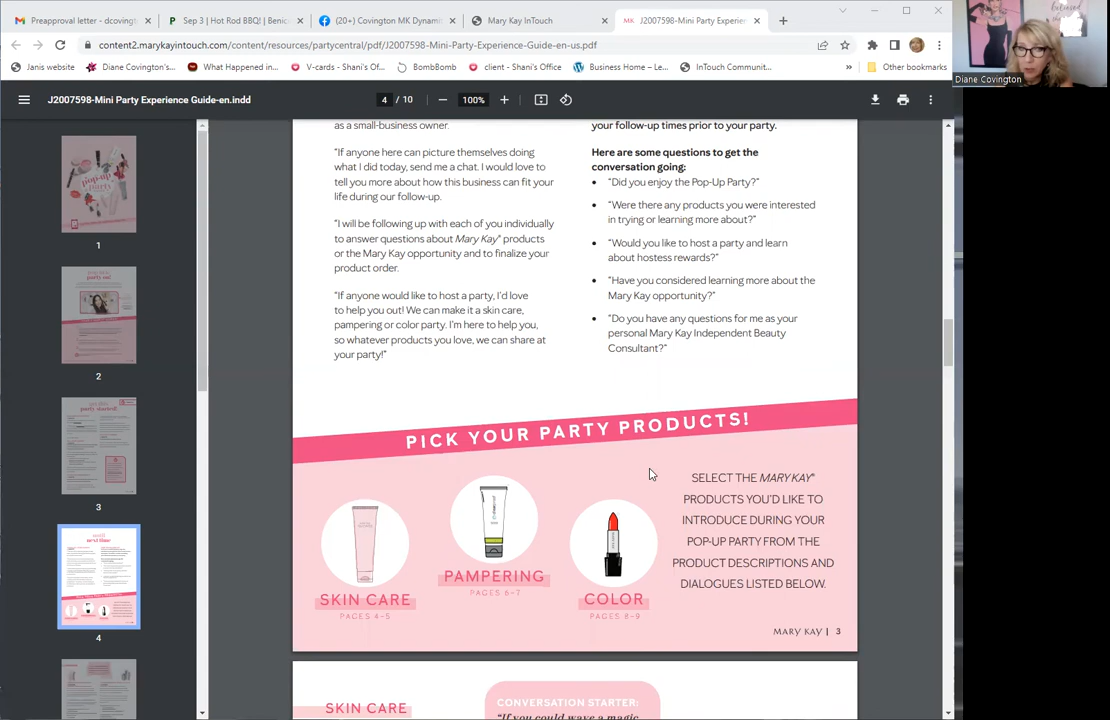 Preapproval letter - dcovingt
Sep 3 | Hot Rod BBQ! | Benic
(20+) Covington MK Dynami
Mary Kay InTouch
MK
J2007598-Mini Party Experien
content2.marykayintouch.com/content/resources/partycentral/pdf/J2007598-Mini-Party-Experience-Guide-en-us.pdf
Janis website
Diane Covington's...
What Happened in...
V-cards - Shani's Of...
BombBomb
client - Shani's Office
Business Home – Le...
InTouch Communit...
»
Other bookmarks
Diane Covington
J2007598-Mini Party Experience Guide-en.indd
4 / 10
100%
1
2
3
4
as a small-business owner.
"If anyone here can picture themselves doing
what I did today, send me a chat. I would love to
tell you more about how this business can fit your
life during our follow-up.
"I will be following up with each of you individually
to answer questions about Mary Kay® products
or the Mary Kay opportunity and to finalize your
product order.
"If anyone would like to host a party, I'd love
to help you out! We can make it a skin care,
pampering or color party. I'm here to help you,
so whatever products you love, we can share at
your party!"
your follow-up times prior to your party.
Here are some questions to get the
conversation going:
• "Did you enjoy the Pop-Up Party?"
• "Were there any products you were interested
in trying or learning more about?"
• "Would you like to host a party and learn
about hostess rewards?"
• "Have you considered learning more about the
Mary Kay opportunity?"
• "Do you have any questions for me as your
personal Mary Kay Independent Beauty
Consultant?"
PICK YOUR PARTY PRODUCTS!
SKIN CARE
PAGES 4–5
PAMPERING
PAGES 6–7
COLOR
PAGES 8–9
SELECT THE MARY KAY®
PRODUCTS YOU'D LIKE TO
INTRODUCE DURING YOUR
POP-UP PARTY FROM THE
PRODUCT DESCRIPTIONS AND
DIALOGUES LISTED BELOW.
MARY KAY | 3
SKIN CARE
CONVERSATION STARTER:
"If you could wave a magic